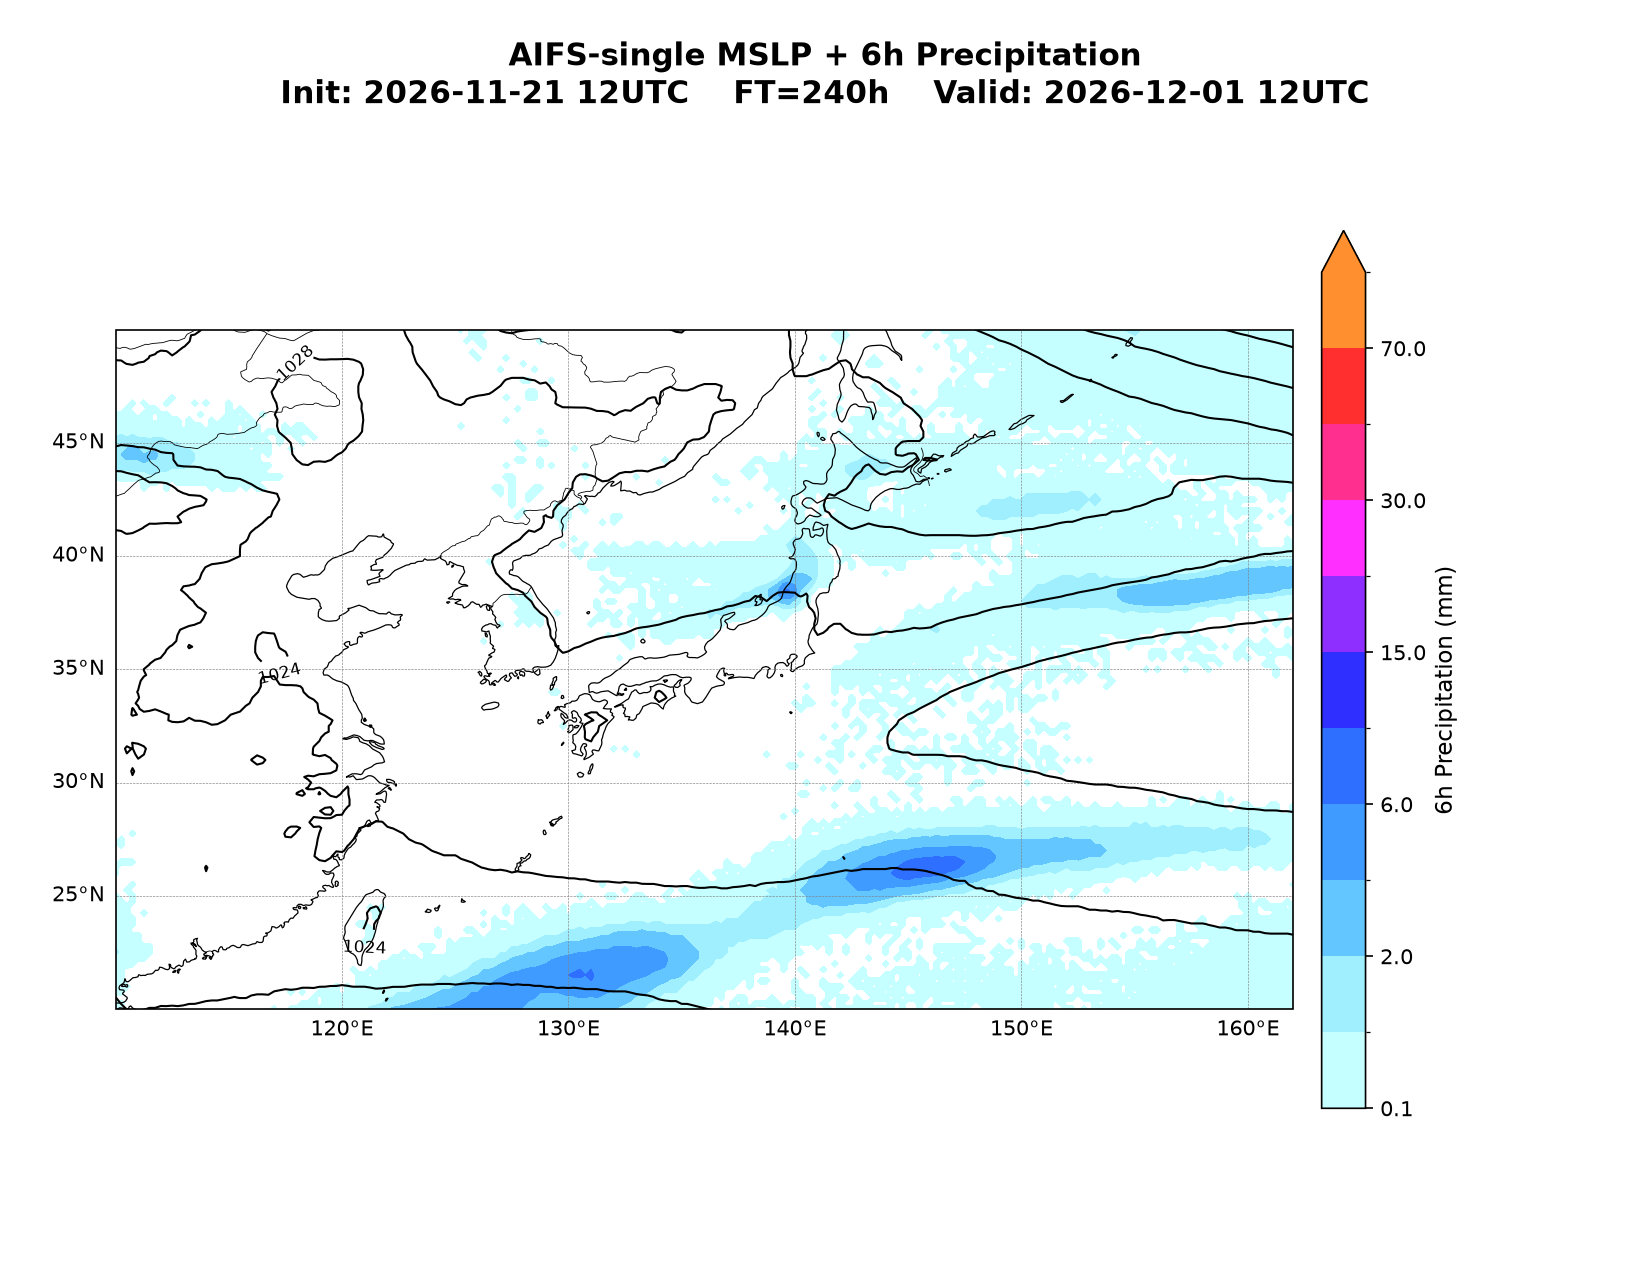 AIFS-single MSLP + 6h Precipitation
Init: 2026-11-21 12UTC    FT=240h    Valid: 2026-12-01 12UTC
1028
1024
1024
45°N
40°N
35°N
30°N
25°N
120°E
130°E
140°E
150°E
160°E
70.0
30.0
15.0
6.0
2.0
0.1
6h Precipitation (mm)